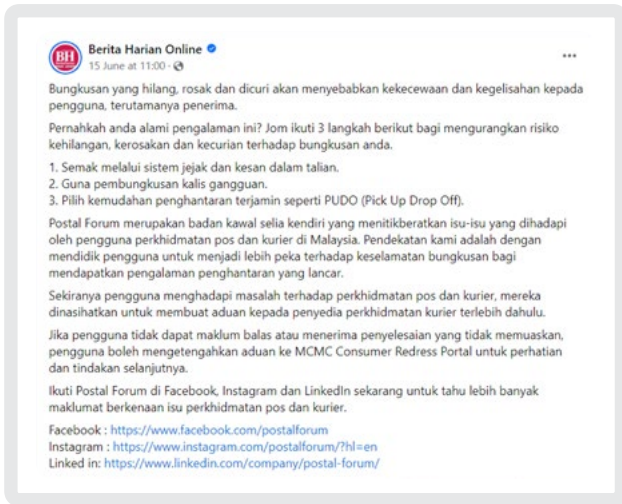 BH
Berita Harian Online
15 June at 11:00 ·
Bungkusan yang hilang, rosak dan dicuri akan menyebabkan kekecewaan dan kegelisahan kepada
pengguna, terutamanya penerima.
Pernahkah anda alami pengalaman ini? Jom ikuti 3 langkah berikut bagi mengurangkan risiko
kehilangan, kerosakan dan kecurian terhadap bungkusan anda.
1. Semak melalui sistem jejak dan kesan dalam talian.
2. Guna pembungkusan kalis gangguan.
3. Pilih kemudahan penghantaran terjamin seperti PUDO (Pick Up Drop Off).
Postal Forum merupakan badan kawal selia kendiri yang menitikberatkan isu-isu yang dihadapi
oleh pengguna perkhidmatan pos dan kurier di Malaysia. Pendekatan kami adalah dengan
mendidik pengguna untuk menjadi lebih peka terhadap keselamatan bungkusan bagi
mendapatkan pengalaman penghantaran yang lancar.
Sekiranya pengguna menghadapi masalah terhadap perkhidmatan pos dan kurier, mereka
dinasihatkan untuk membuat aduan kepada penyedia perkhidmatan kurier terlebih dahulu.
Jika pengguna tidak dapat maklum balas atau menerima penyelesaian yang tidak memuaskan,
pengguna boleh mengetengahkan aduan ke MCMC Consumer Redress Portal untuk perhatian
dan tindakan selanjutnya.
Ikuti Postal Forum di Facebook, Instagram dan LinkedIn sekarang untuk tahu lebih banyak
maklumat berkenaan isu perkhidmatan pos dan kurier.
Facebook : https://www.facebook.com/postalforum
Instagram : https://www.instagram.com/postalforum/?hl=en
Linked in: https://www.linkedin.com/company/postal-forum/